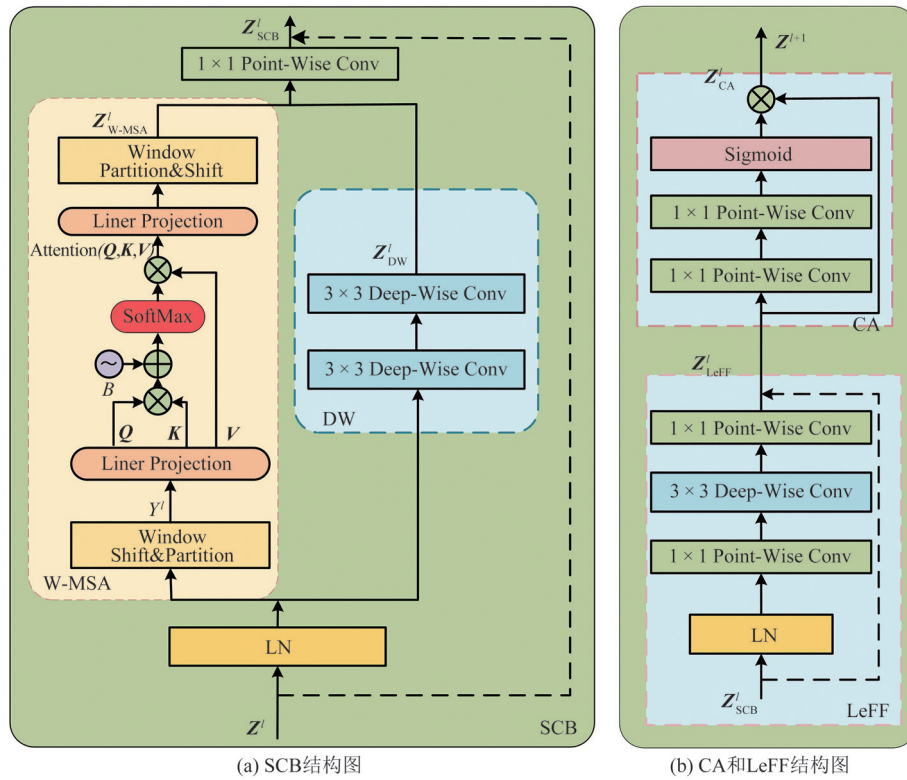 Z^l_SCB
1 × 1 Point-Wise Conv
Z^l_W-MSA
Window
Partition&Shift
Liner Projection
Attention(Q,K,V)
SoftMax
B
Q K V
Liner Projection
Y^l
Window
Shift&Partition
W-MSA
Z^l_DW
3 × 3 Deep-Wise Conv
3 × 3 Deep-Wise Conv
DW
LN
Z^l
SCB
(a) SCB结构图
Z^l+1
Z^l_CA
Sigmoid
1 × 1 Point-Wise Conv
1 × 1 Point-Wise Conv
CA
Z^l_LeFF
1 × 1 Point-Wise Conv
3 × 3 Deep-Wise Conv
1 × 1 Point-Wise Conv
LN
Z^l_SCB
LeFF
(b) CA和LeFF结构图